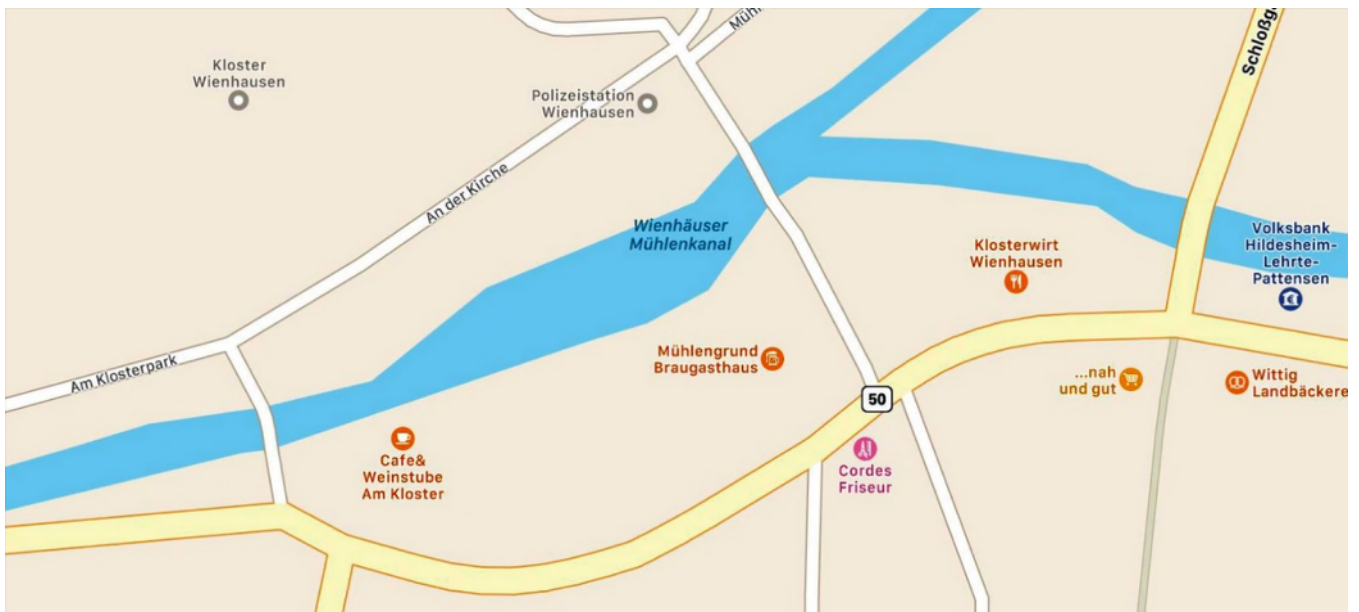 Kloster
Wienhausen
Polizeistation
Wienhausen
An der Kirche
Wienhäuser
Mühlenkanal
Klosterwirt
Wienhausen
Volksbank
Hildesheim-
Lehrte-
Pattensen
Am Klosterpark
Mühlengrund
Braugasthaus
...nah
und gut
Wittig
Landbäckere
50
Cafe&
Weinstube
Am Kloster
Cordes
Friseur